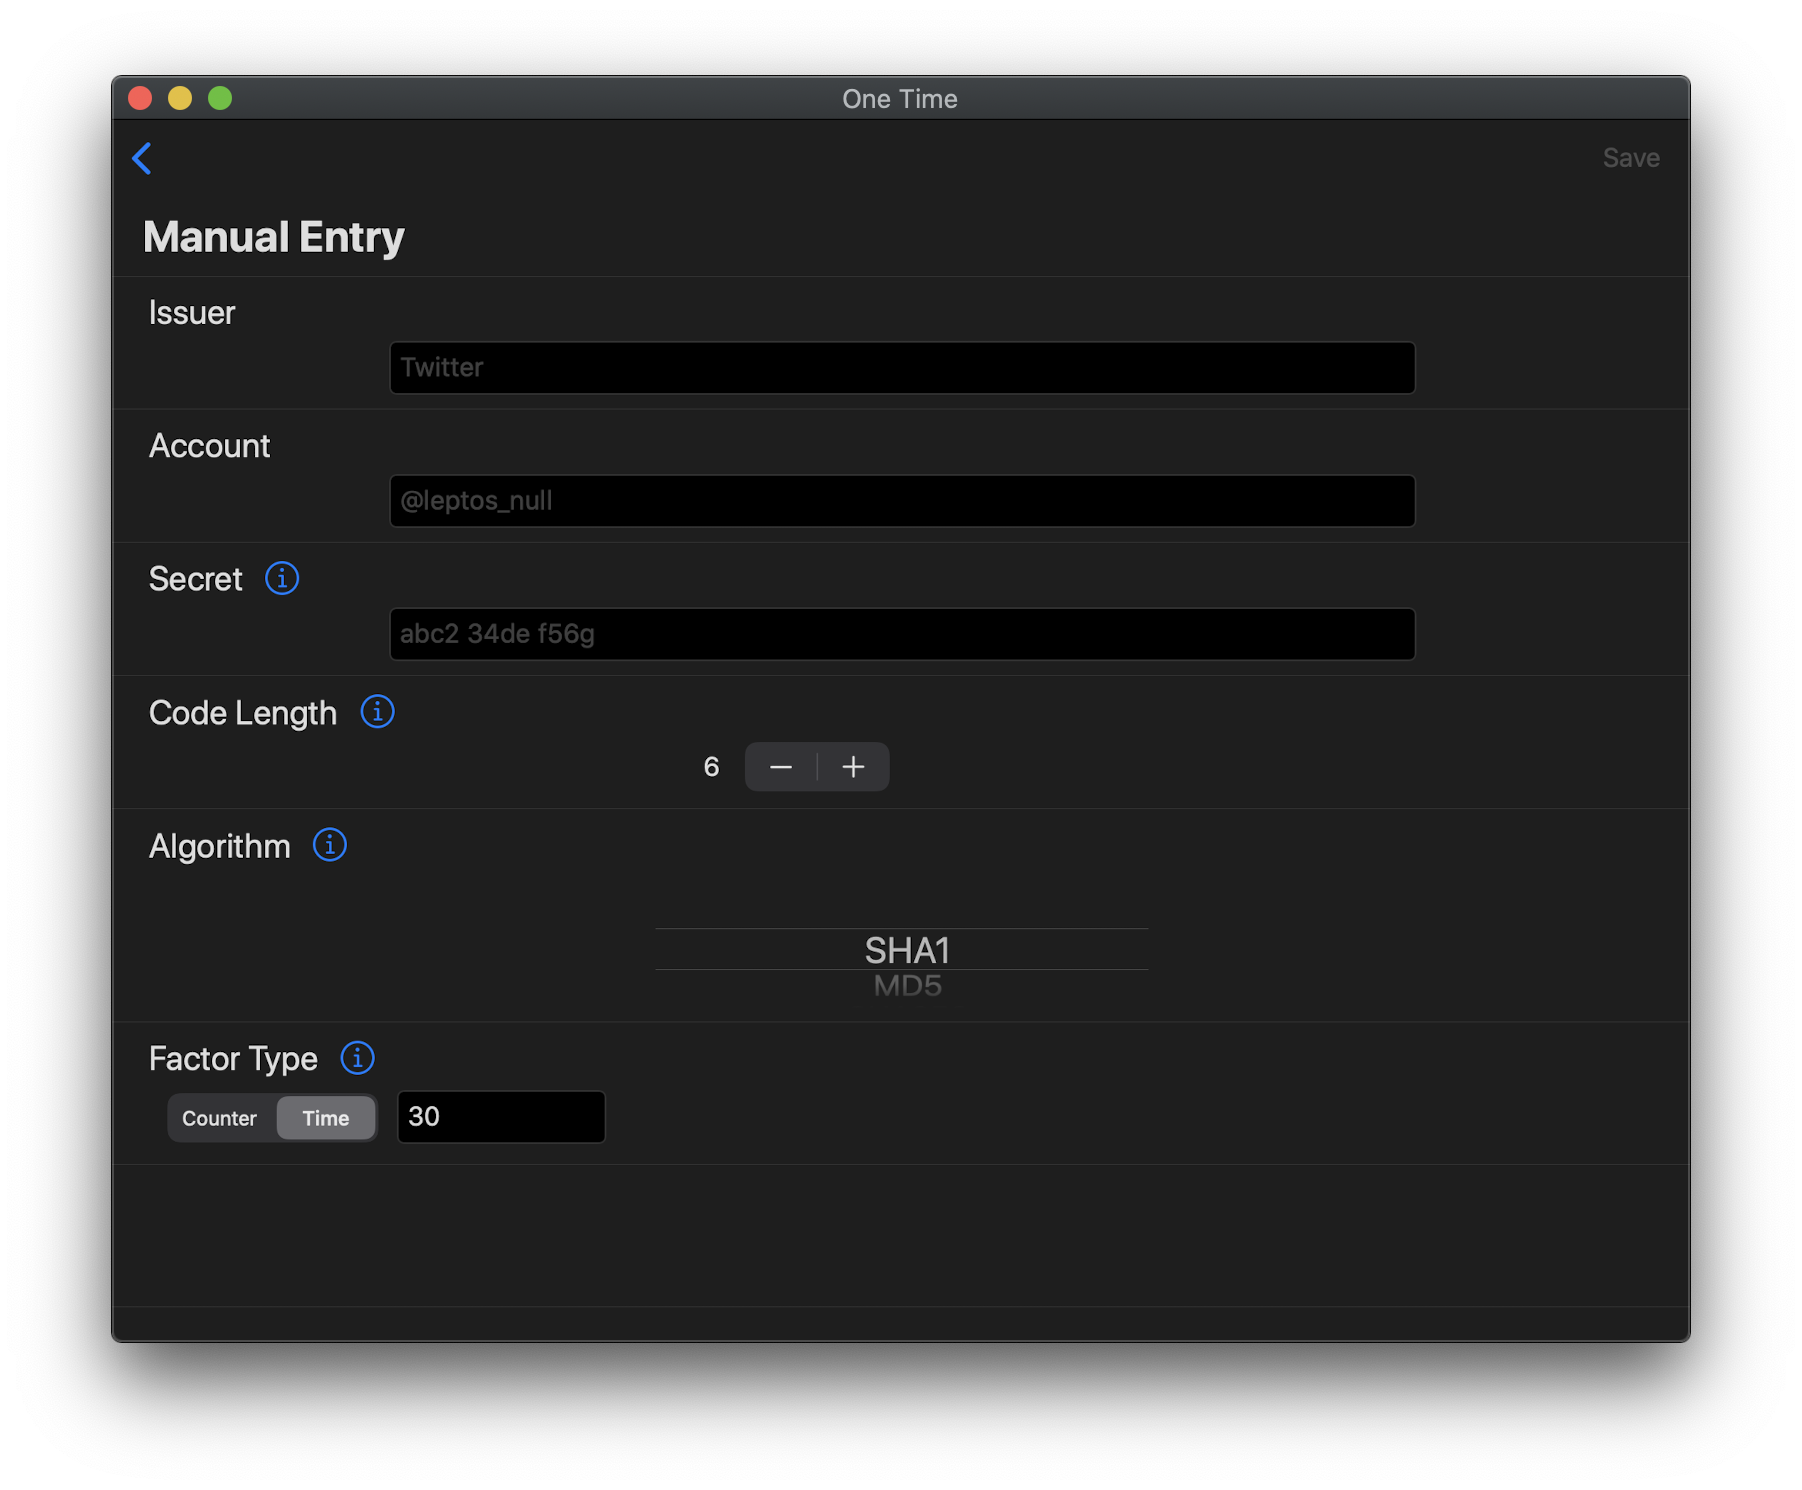 One Time
Save
Manual Entry
Issuer
Twitter
Account
@leptos_null
Secret
abc2 34de f56g
Code Length
6
Algorithm
SHA1
MD5
Factor Type
Counter Time 30